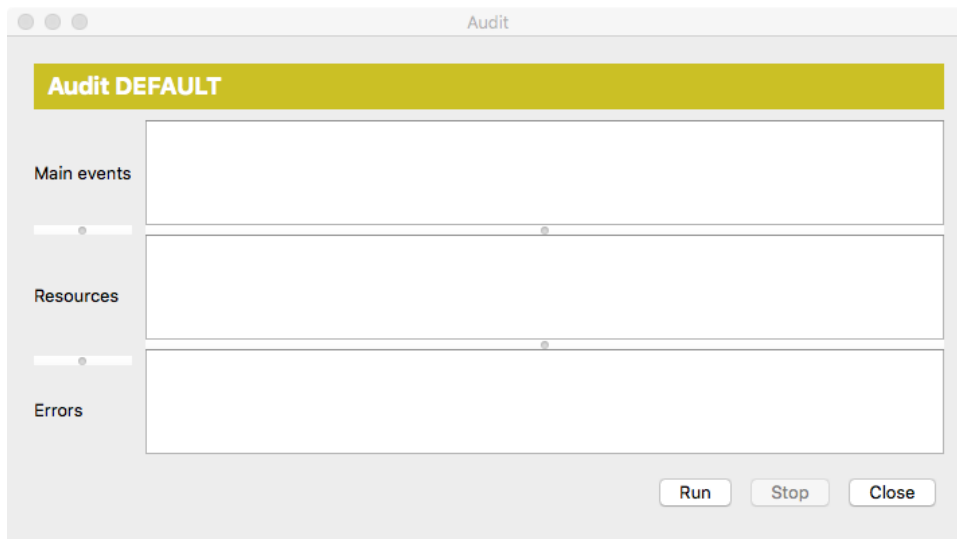 Audit
Audit DEFAULT
Main events
Resources
Errors
Run Stop Close